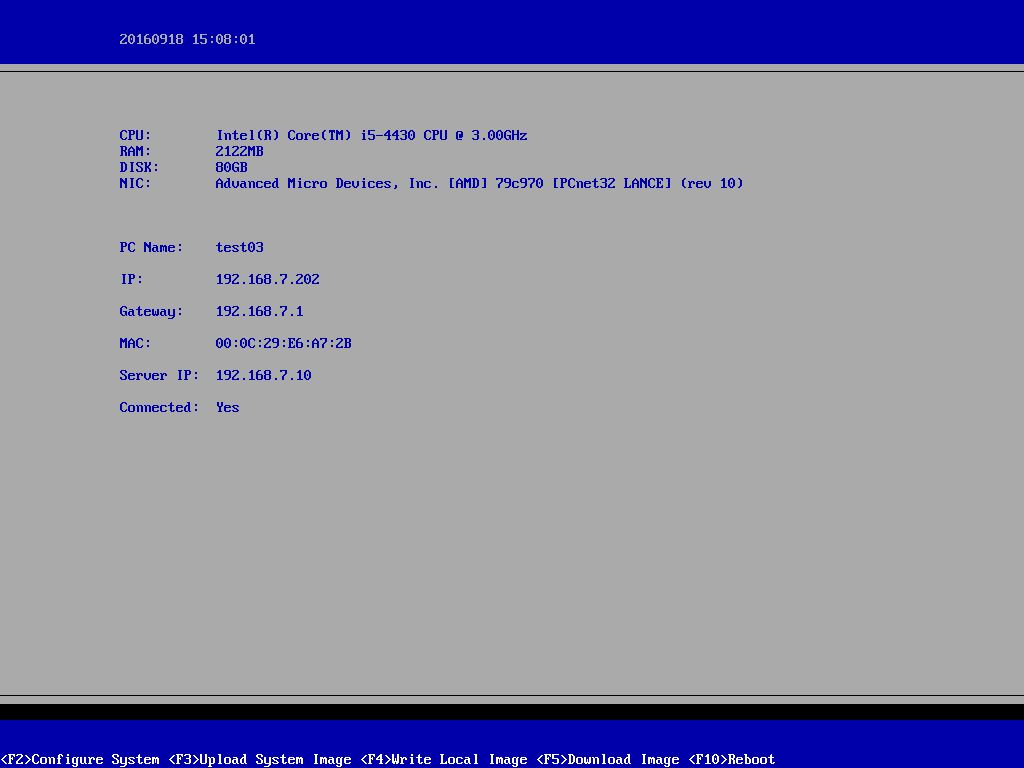 20160918 15:08:01
CPU: Intel(R) Core(TM) i5-4430 CPU @ 3.00GHz
RAM: 2122MB
DISK: 80GB
NIC: Advanced Micro Devices, Inc. [AMD] 79c970 [PCnet32 LANCE] (rev 10)
PC Name: test03
IP: 192.168.7.202
Gateway: 192.168.7.1
MAC: 00:0C:29:E6:A7:2B
Server IP: 192.168.7.10
Connected: Yes
<F2>Configure System <F3>Upload System Image <F4>Write Local Image <F5>Download Image <F10>Reboot